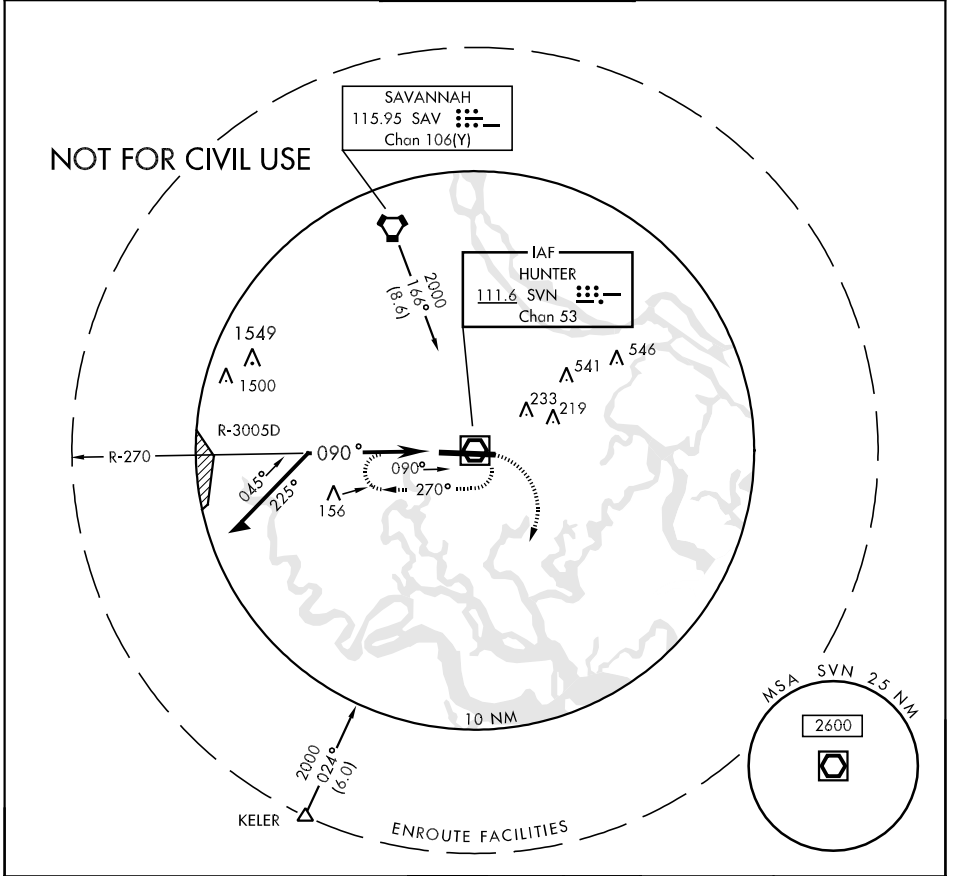 SAVANNAH
115.95 SAV
Chan 106(Y)
NOT FOR CIVIL USE
IAF
HUNTER
111.6 SVN
Chan 53
2000
166°
(8.6)
1549
1500
546
541
233
219
R-3005D
R-270
090°
090°
045°
225°
270°
156
10 NM
MSA SVN 25 NM
2600
2000
024°
(6.0)
KELER
ENROUTE FACILITIES